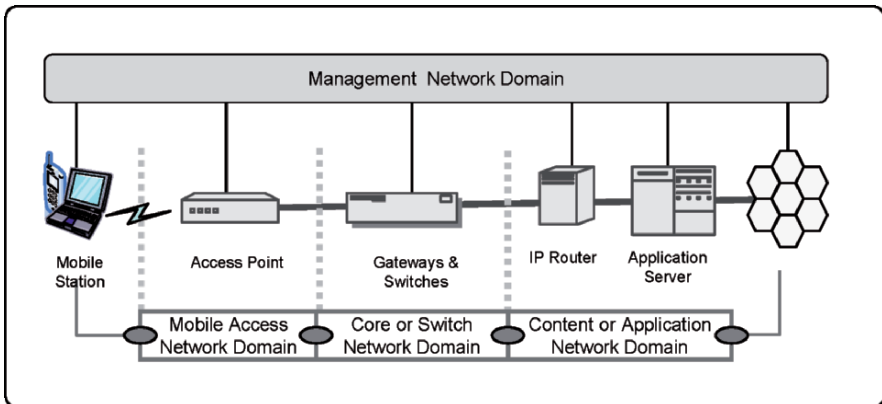 Management Network Domain
Mobile
Station
Access Point
Gateways &
Switches
IP Router
Application
Server
Mobile Access
Network Domain
Core or Switch
Network Domain
Content or Application
Network Domain